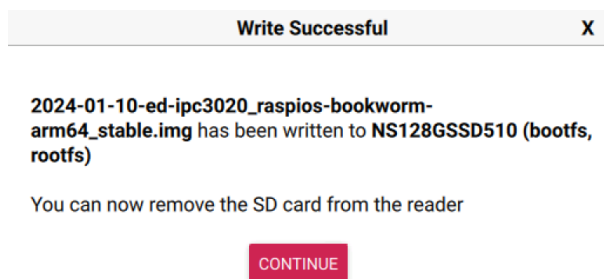 Write Successful X
2024-01-10-ed-ipc3020_raspios-bookworm-
arm64_stable.img has been written to NS128GSSD510 (bootfs,
rootfs)
You can now remove the SD card from the reader
CONTINUE